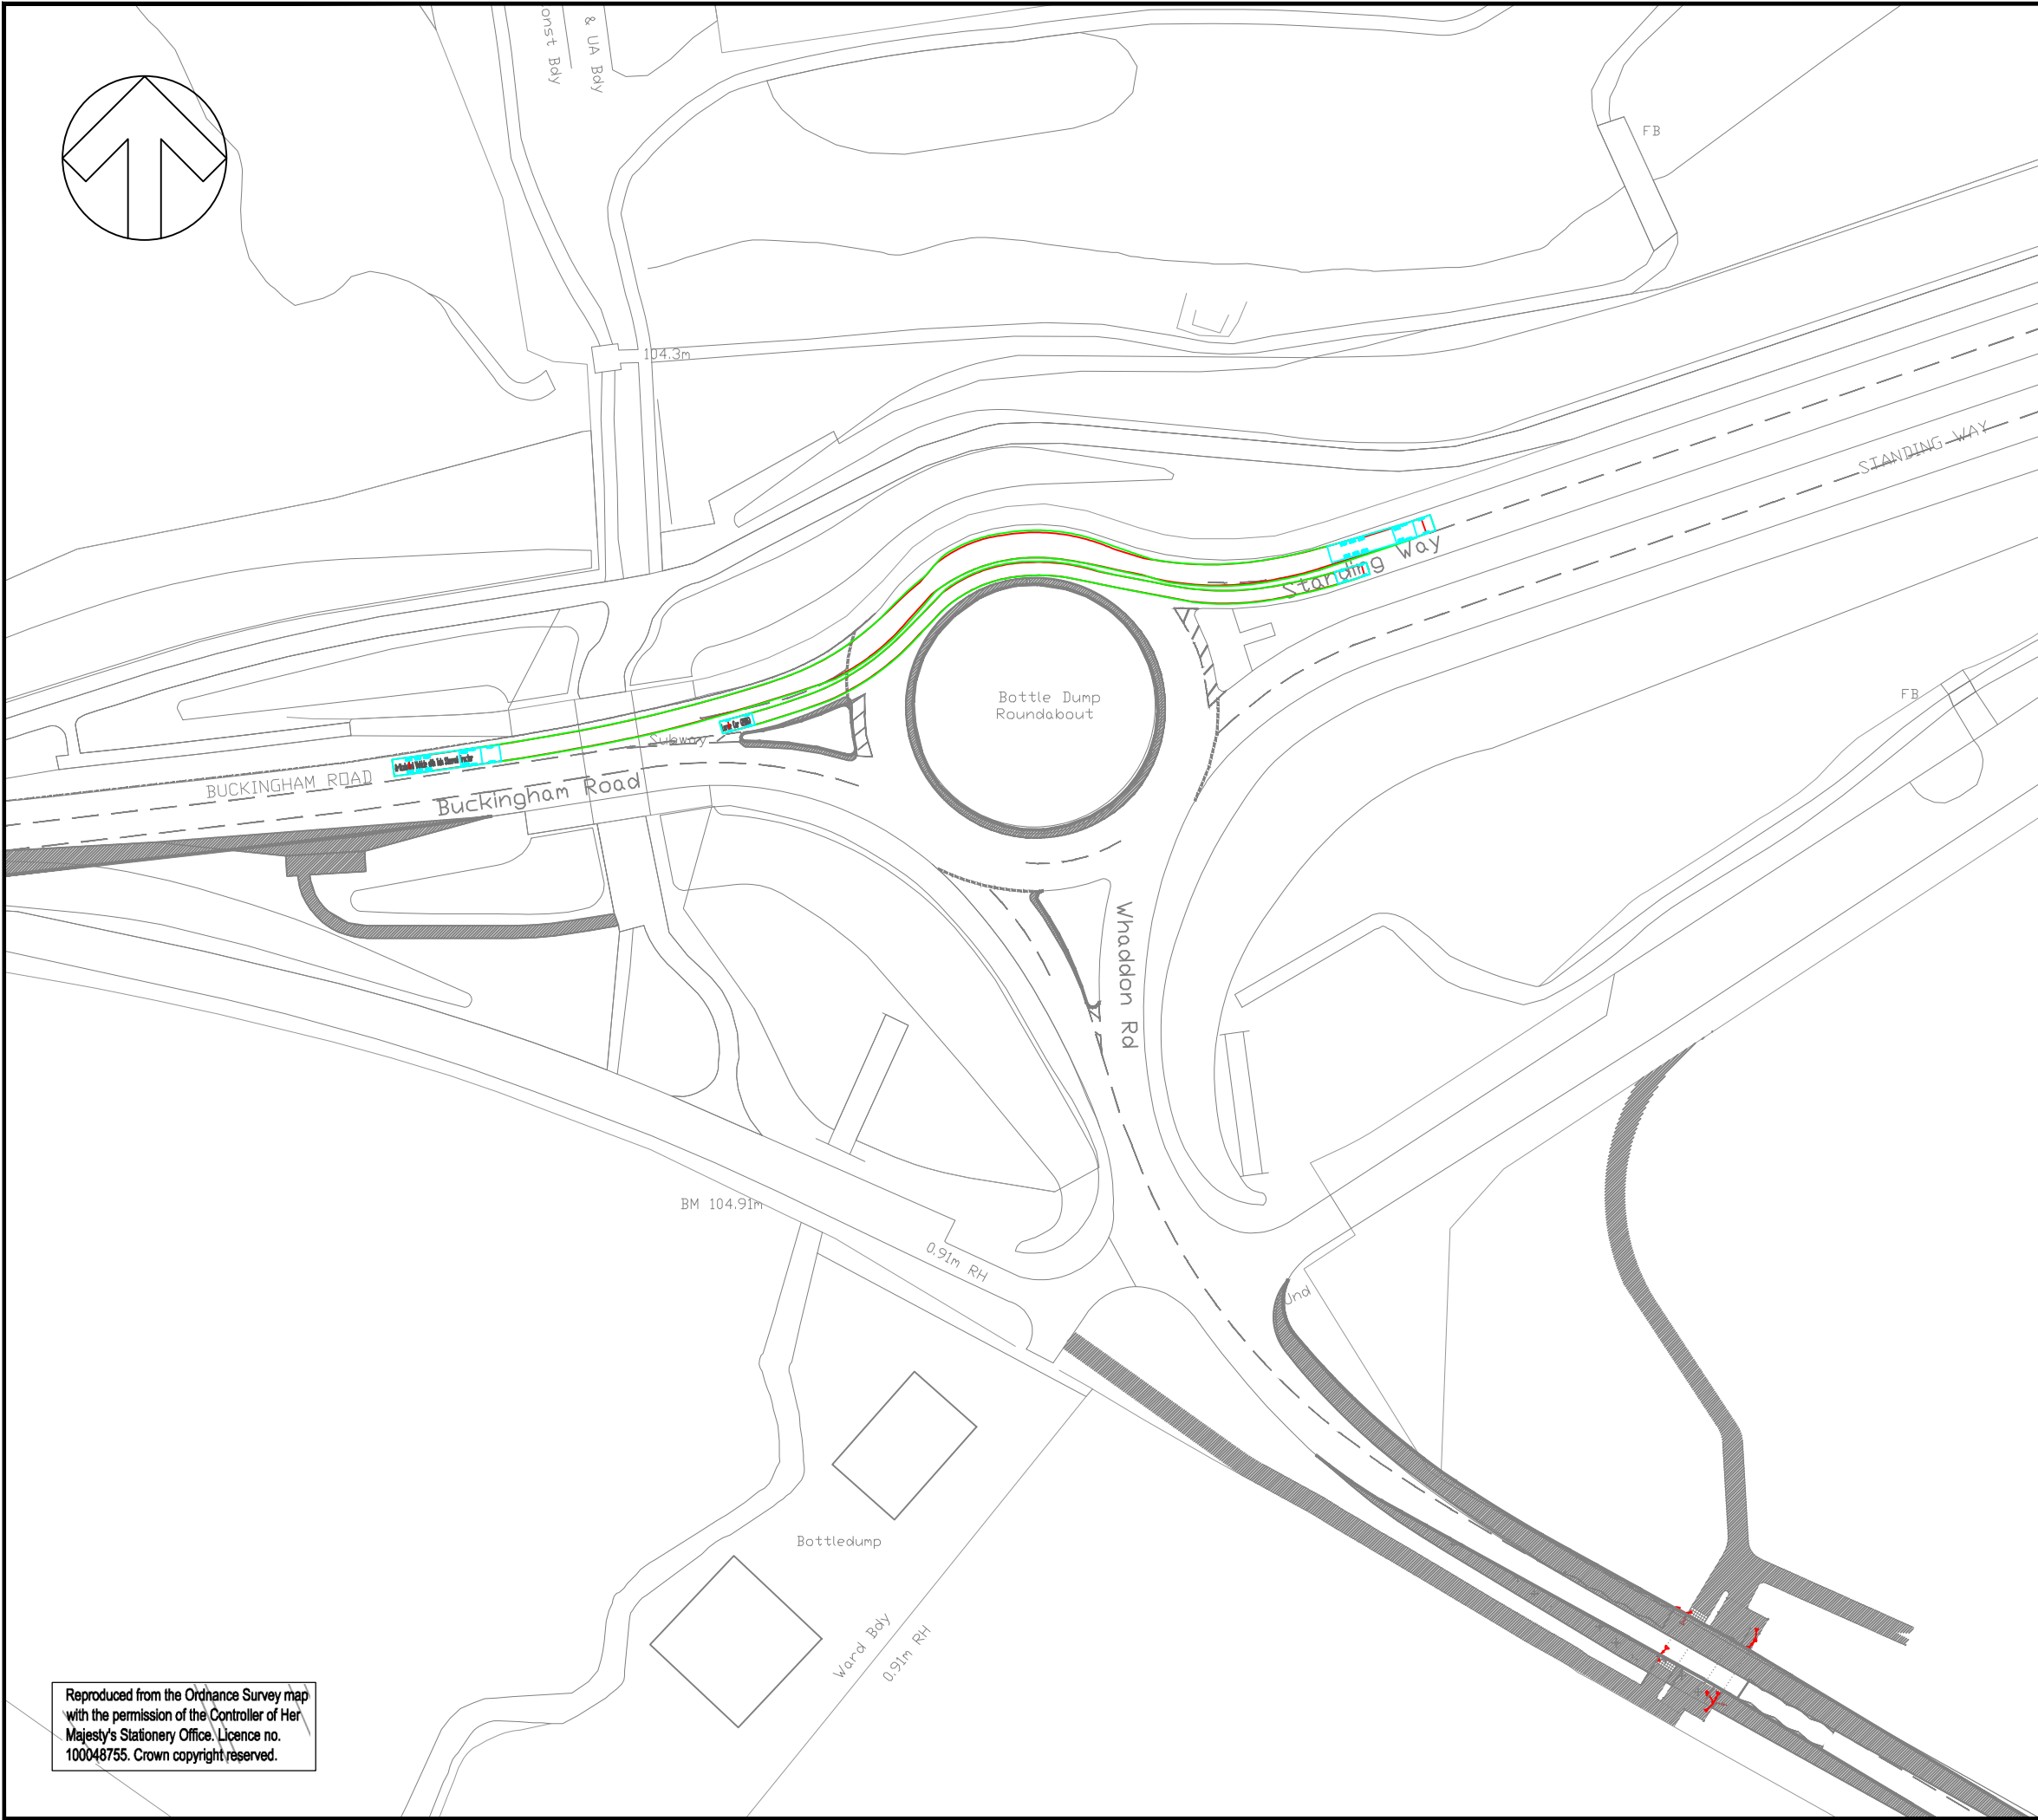 & UA Bdy
FB
104.3m
STANDING WAY
Standing Way
Bottle Dump
Roundabout
FB
Subway
BUCKINGHAM ROAD
Buckingham Road
Whaddon Rd
BM 104.91m
0.91m RH
Und
Bottledump
Ward Bdy
0.91m RH
Reproduced from the Ordnance Survey map
with the permission of the Controller of Her
Majesty's Stationery Office. Licence no.
100048755. Crown copyright reserved.